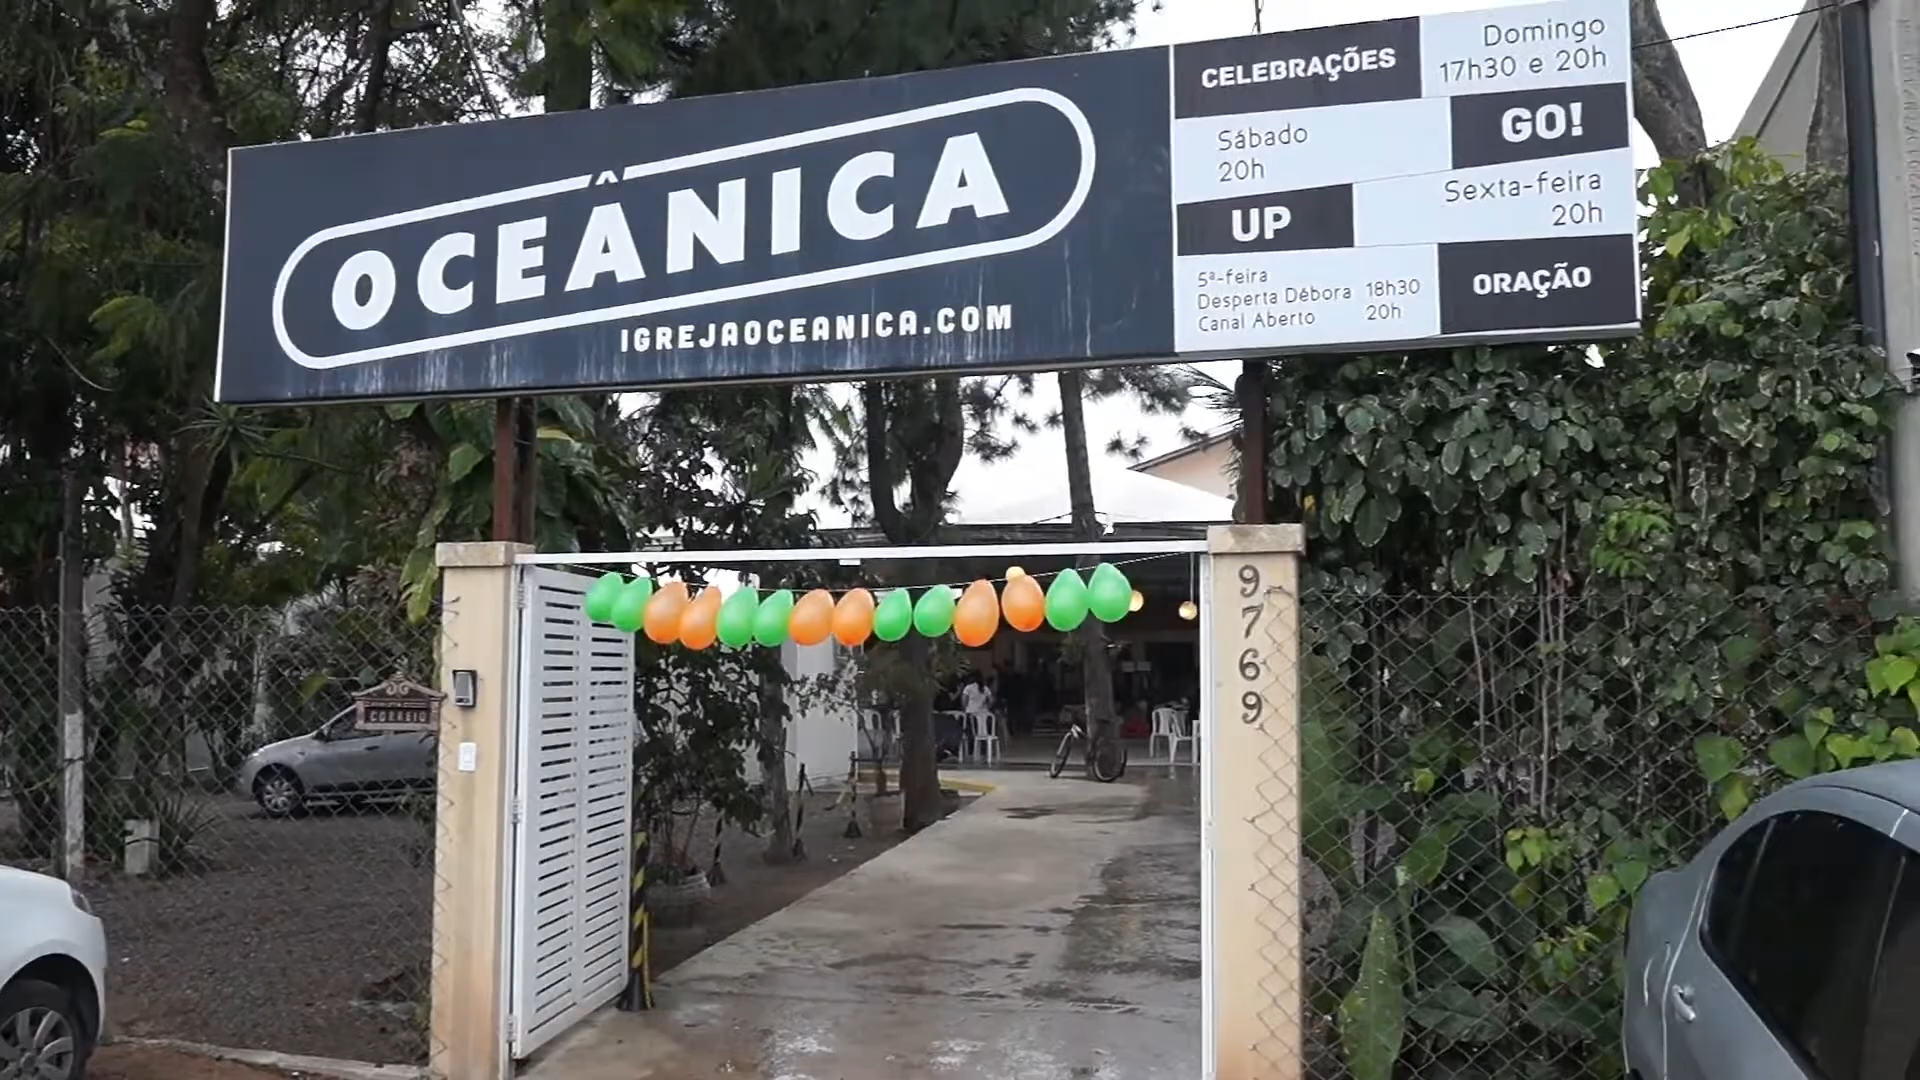 OCEÂNICA
IGREJAOCEANICA.COM
CELEBRAÇÕES
Domingo
17h30 e 20h
Sábado
20h
GO!
UP
Sexta-feira
20h
5ª-feira
Desperta Débora 18h30
Canal Aberto 20h
ORAÇÃO
9769
CORREIO